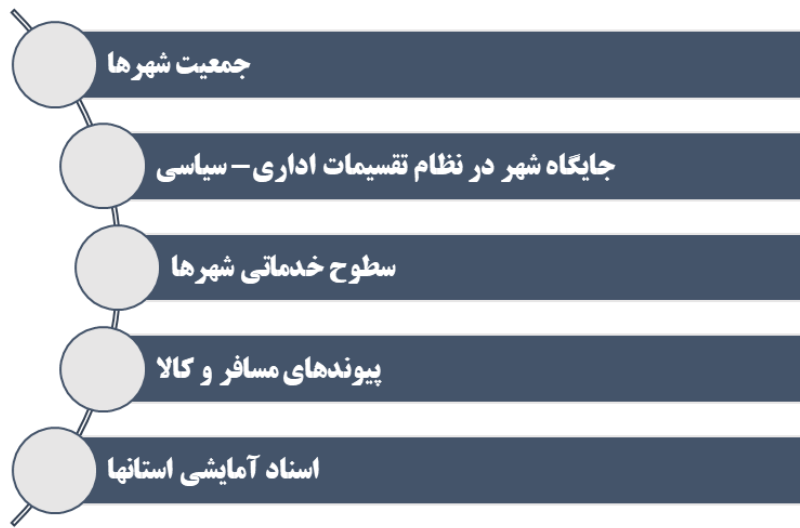 جمعیت شهرها
جایگاه شهر در نظام تقسیمات اداری– سیاسی
سطوح خدماتی شهرها
پیوندهای مسافر و کالا
اسناد آمایشی استانها